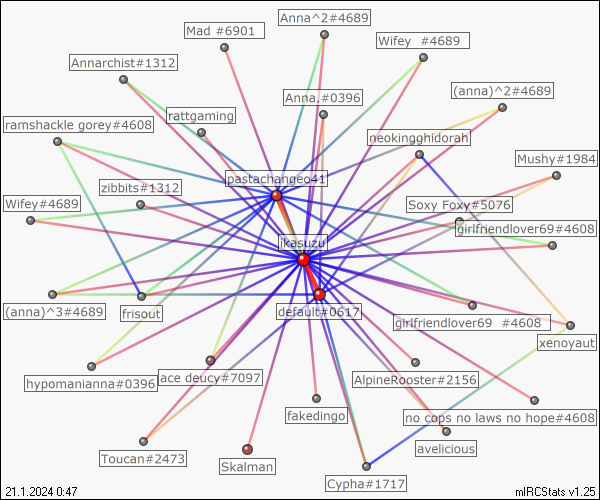 Anna^2#4689
Mad #6901
Wifey #4689
Annarchist#1312
(anna)^2#4689
Anna.#0396
rattgaming
ramshackle gorey#4608
neokingghidorah
Mushy#1984
pastachangeo41
zibbits#1312
Wifey#4689
Soxy Foxy#5076
girlfriendlover69#4608
jkasuzu
(anna)^3#4689
frisout
default#0617
girlfriendlover69 #4608
xenoyaut
hypomanianna#0396
ace deucy#7097
AlpineRooster#2156
fakedingo
no cops no laws no hope#4608
avelicious
Toucan#2473
Skalman
Cypha#1717
21.1.2024 0:47
mIRCStats v1.25